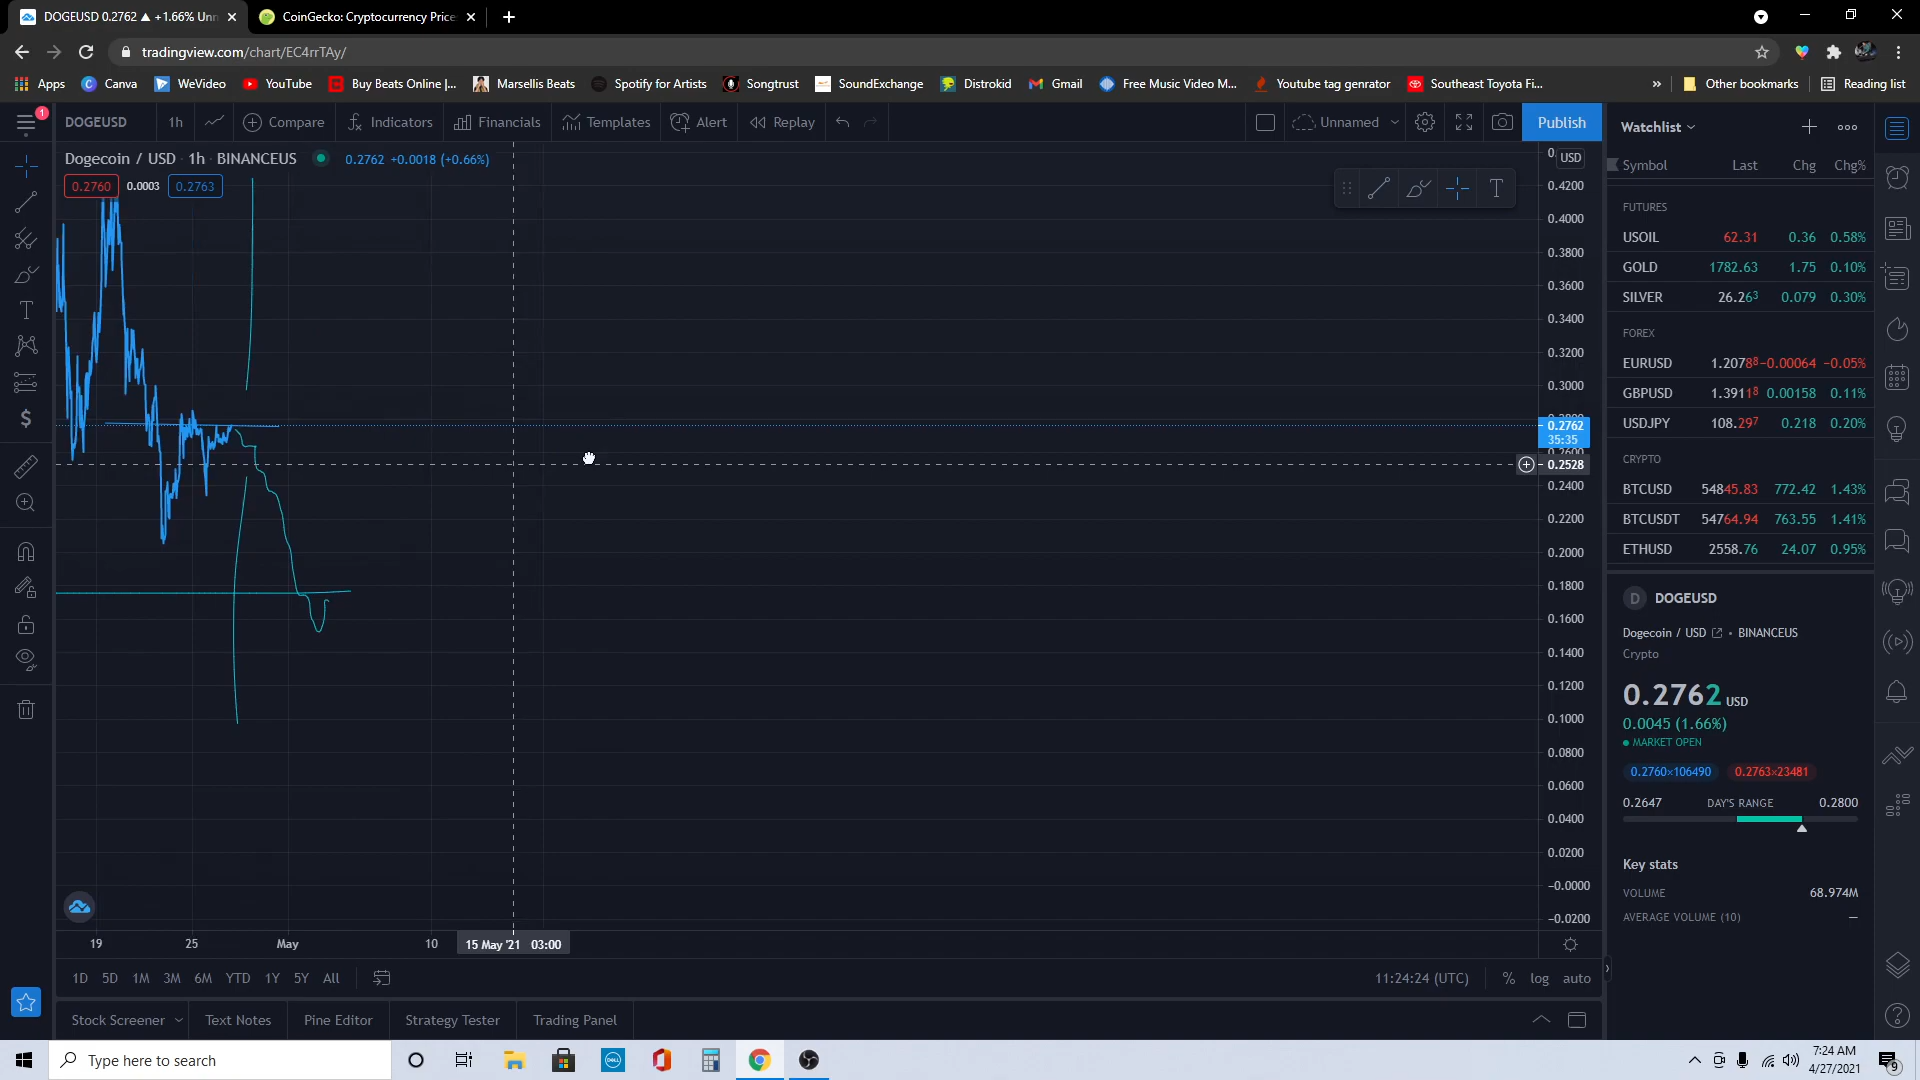 DOGEUSD 0.2762 ▲ +1.66% Unn
CoinGecko: Cryptocurrency Price
tradingview.com/chart/EC4rrTAy/
Apps Canva WeVideo YouTube Buy Beats Online |... Marsellis Beats Spotify for Artists Songtrust SoundExchange Distrokid Gmail Free Music Video M... Youtube tag genrator Southeast Toyota Fi... » Other bookmarks Reading list
1 DOGEUSD 1h Compare Indicators Financials Templates Alert Replay Unnamed Publish
Dogecoin / USD · 1h · BINANCEUS 0.2762 +0.0018 (+0.66%)
0.2760 0.0003 0.2763
T
USD
0.4200
0.4000
0.3800
0.3600
0.3400
0.3200
0.3000
0.2800
0.2762
35:35
0.2600
0.2528
0.2400
0.2200
0.2000
0.1800
0.1600
0.1400
0.1200
0.1000
0.0800
0.0600
0.0400
0.0200
−0.0000
−0.0200
19 25 May 10 15 May '21 03:00
1D 5D 1M 3M 6M YTD 1Y 5Y All 11:24:24 (UTC) % log auto
Stock Screener Text Notes Pine Editor Strategy Tester Trading Panel
Watchlist
Symbol Last Chg Chg%
FUTURES
USOIL 62.31 0.36 0.58%
GOLD 1782.63 1.75 0.10%
SILVER 26.263 0.079 0.30%
FOREX
EURUSD 1.20788 −0.00064 −0.05%
GBPUSD 1.39118 0.00158 0.11%
USDJPY 108.297 0.218 0.20%
CRYPTO
BTCUSD 54845.83 772.42 1.43%
BTCUSDT 54764.94 763.55 1.41%
ETHUSD 2558.76 24.07 0.95%
D DOGEUSD
Dogecoin / USD • BINANCEUS
Crypto
0.2762 USD
0.0045 (1.66%)
MARKET OPEN
0.2760×106490 0.2763×23481
0.2647 DAY'S RANGE 0.2800
Key stats
VOLUME 68.974M
AVERAGE VOLUME (10) —
Type here to search
DELL
7:24 AM
4/27/2021
9